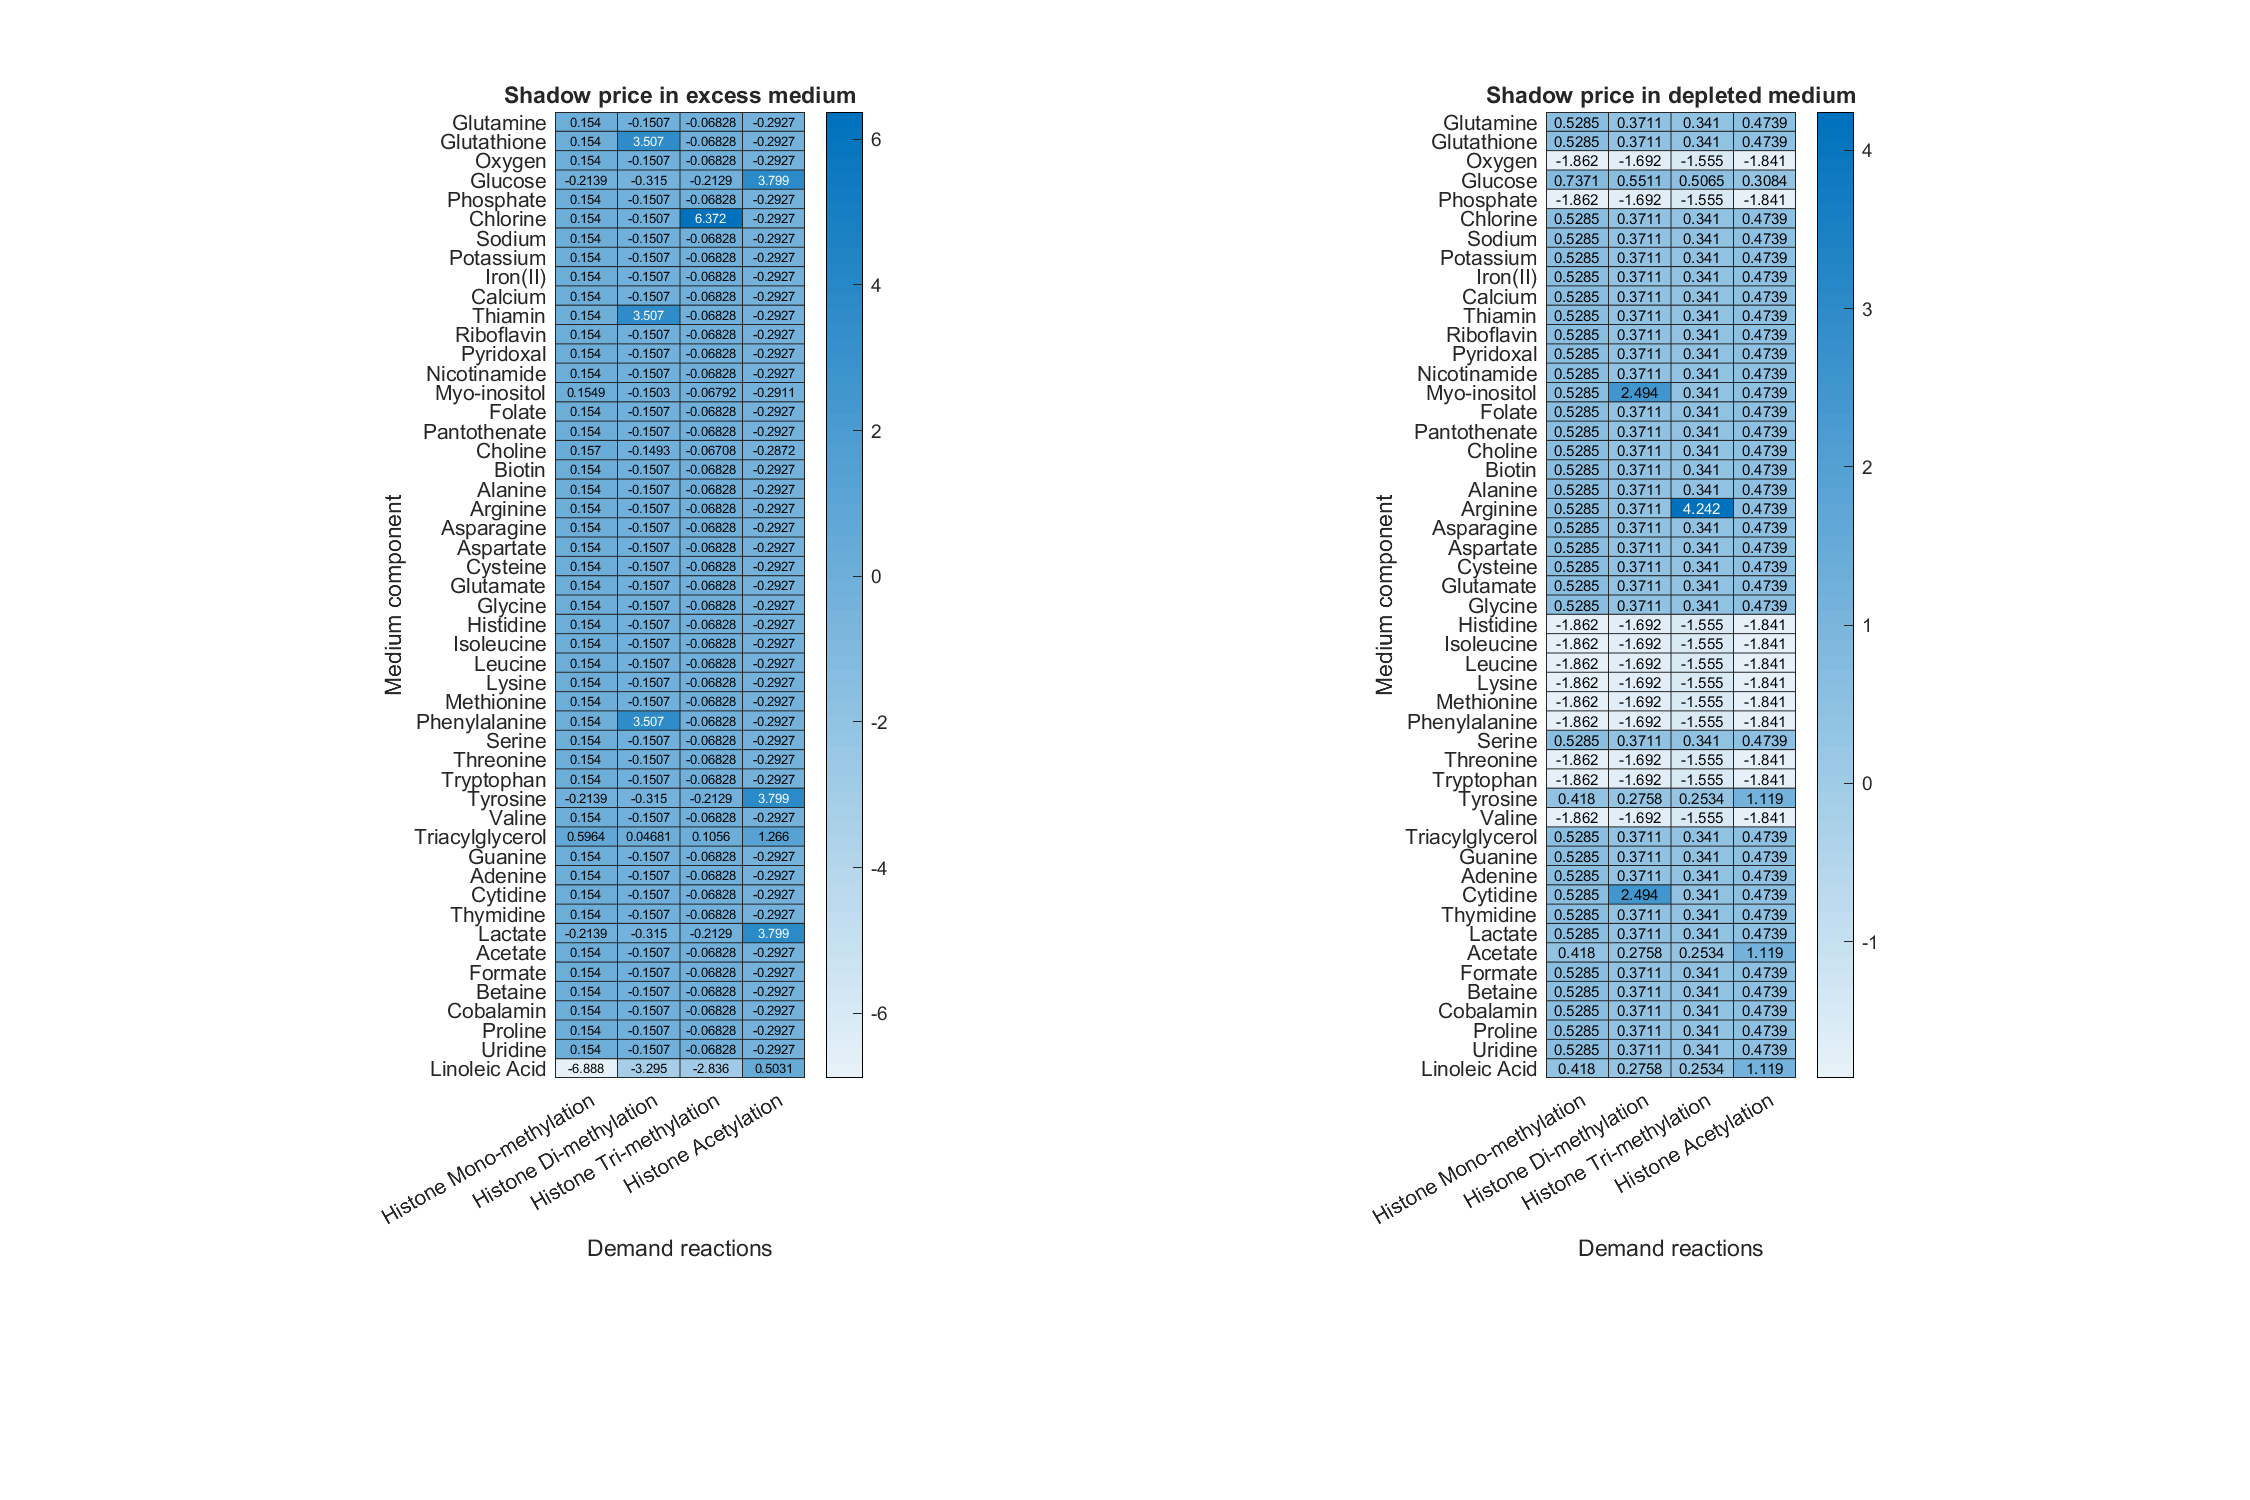 Shadow price in excess medium
Glutamine 0.154 -0.1507 -0.06828 -0.2927
Glutathione 0.154 3.507 -0.06828 -0.2927
Oxygen 0.154 -0.1507 -0.06828 -0.2927
Glucose -0.2139 -0.315 -0.2129 3.799
Phosphate 0.154 -0.1507 -0.06828 -0.2927
Chlorine 0.154 -0.1507 6.372 -0.2927
Sodium 0.154 -0.1507 -0.06828 -0.2927
Potassium 0.154 -0.1507 -0.06828 -0.2927
Iron(II) 0.154 -0.1507 -0.06828 -0.2927
Calcium 0.154 -0.1507 -0.06828 -0.2927
Thiamin 0.154 3.507 -0.06828 -0.2927
Riboflavin 0.154 -0.1507 -0.06828 -0.2927
Pyridoxal 0.154 -0.1507 -0.06828 -0.2927
Nicotinamide 0.154 -0.1507 -0.06828 -0.2927
Myo-inositol 0.1549 -0.1503 -0.06792 -0.2911
Folate 0.154 -0.1507 -0.06828 -0.2927
Pantothenate 0.154 -0.1507 -0.06828 -0.2927
Choline 0.157 -0.1493 -0.06708 -0.2872
Biotin 0.154 -0.1507 -0.06828 -0.2927
Alanine 0.154 -0.1507 -0.06828 -0.2927
Arginine 0.154 -0.1507 -0.06828 -0.2927
Asparagine 0.154 -0.1507 -0.06828 -0.2927
Aspartate 0.154 -0.1507 -0.06828 -0.2927
Cysteine 0.154 -0.1507 -0.06828 -0.2927
Glutamate 0.154 -0.1507 -0.06828 -0.2927
Glycine 0.154 -0.1507 -0.06828 -0.2927
Histidine 0.154 -0.1507 -0.06828 -0.2927
Isoleucine 0.154 -0.1507 -0.06828 -0.2927
Leucine 0.154 -0.1507 -0.06828 -0.2927
Lysine 0.154 -0.1507 -0.06828 -0.2927
Methionine 0.154 -0.1507 -0.06828 -0.2927
Phenylalanine 0.154 3.507 -0.06828 -0.2927
Serine 0.154 -0.1507 -0.06828 -0.2927
Threonine 0.154 -0.1507 -0.06828 -0.2927
Tryptophan 0.154 -0.1507 -0.06828 -0.2927
Tyrosine -0.2139 -0.315 -0.2129 3.799
Valine 0.154 -0.1507 -0.06828 -0.2927
Triacylglycerol 0.5964 0.04681 0.1056 1.266
Guanine 0.154 -0.1507 -0.06828 -0.2927
Adenine 0.154 -0.1507 -0.06828 -0.2927
Cytidine 0.154 -0.1507 -0.06828 -0.2927
Thymidine 0.154 -0.1507 -0.06828 -0.2927
Lactate -0.2139 -0.315 -0.2129 3.799
Acetate 0.154 -0.1507 -0.06828 -0.2927
Formate 0.154 -0.1507 -0.06828 -0.2927
Betaine 0.154 -0.1507 -0.06828 -0.2927
Cobalamin 0.154 -0.1507 -0.06828 -0.2927
Proline 0.154 -0.1507 -0.06828 -0.2927
Uridine 0.154 -0.1507 -0.06828 -0.2927
Linoleic Acid -6.888 -3.295 -2.836 0.5031
Medium component
6
4
2
0
-2
-4
-6
Histone Mono-methylation
Histone Di-methylation
Histone Tri-methylation
Histone Acetylation
Demand reactions
Shadow price in depleted medium
Glutamine 0.5285 0.3711 0.341 0.4739
Glutathione 0.5285 0.3711 0.341 0.4739
Oxygen -1.862 -1.692 -1.555 -1.841
Glucose 0.7371 0.5511 0.5065 0.3084
Phosphate -1.862 -1.692 -1.555 -1.841
Chlorine 0.5285 0.3711 0.341 0.4739
Sodium 0.5285 0.3711 0.341 0.4739
Potassium 0.5285 0.3711 0.341 0.4739
Iron(II) 0.5285 0.3711 0.341 0.4739
Calcium 0.5285 0.3711 0.341 0.4739
Thiamin 0.5285 0.3711 0.341 0.4739
Riboflavin 0.5285 0.3711 0.341 0.4739
Pyridoxal 0.5285 0.3711 0.341 0.4739
Nicotinamide 0.5285 0.3711 0.341 0.4739
Myo-inositol 0.5285 2.494 0.341 0.4739
Folate 0.5285 0.3711 0.341 0.4739
Pantothenate 0.5285 0.3711 0.341 0.4739
Choline 0.5285 0.3711 0.341 0.4739
Biotin 0.5285 0.3711 0.341 0.4739
Alanine 0.5285 0.3711 0.341 0.4739
Arginine 0.5285 0.3711 4.242 0.4739
Asparagine 0.5285 0.3711 0.341 0.4739
Aspartate 0.5285 0.3711 0.341 0.4739
Cysteine 0.5285 0.3711 0.341 0.4739
Glutamate 0.5285 0.3711 0.341 0.4739
Glycine 0.5285 0.3711 0.341 0.4739
Histidine -1.862 -1.692 -1.555 -1.841
Isoleucine -1.862 -1.692 -1.555 -1.841
Leucine -1.862 -1.692 -1.555 -1.841
Lysine -1.862 -1.692 -1.555 -1.841
Methionine -1.862 -1.692 -1.555 -1.841
Phenylalanine -1.862 -1.692 -1.555 -1.841
Serine 0.5285 0.3711 0.341 0.4739
Threonine -1.862 -1.692 -1.555 -1.841
Tryptophan -1.862 -1.692 -1.555 -1.841
Tyrosine 0.418 0.2758 0.2534 1.119
Valine -1.862 -1.692 -1.555 -1.841
Triacylglycerol 0.5285 0.3711 0.341 0.4739
Guanine 0.5285 0.3711 0.341 0.4739
Adenine 0.5285 0.3711 0.341 0.4739
Cytidine 0.5285 2.494 0.341 0.4739
Thymidine 0.5285 0.3711 0.341 0.4739
Lactate 0.5285 0.3711 0.341 0.4739
Acetate 0.418 0.2758 0.2534 1.119
Formate 0.5285 0.3711 0.341 0.4739
Betaine 0.5285 0.3711 0.341 0.4739
Cobalamin 0.5285 0.3711 0.341 0.4739
Proline 0.5285 0.3711 0.341 0.4739
Uridine 0.5285 0.3711 0.341 0.4739
Linoleic Acid 0.418 0.2758 0.2534 1.119
Medium component
4
3
2
1
0
-1
Histone Mono-methylation
Histone Di-methylation
Histone Tri-methylation
Histone Acetylation
Demand reactions